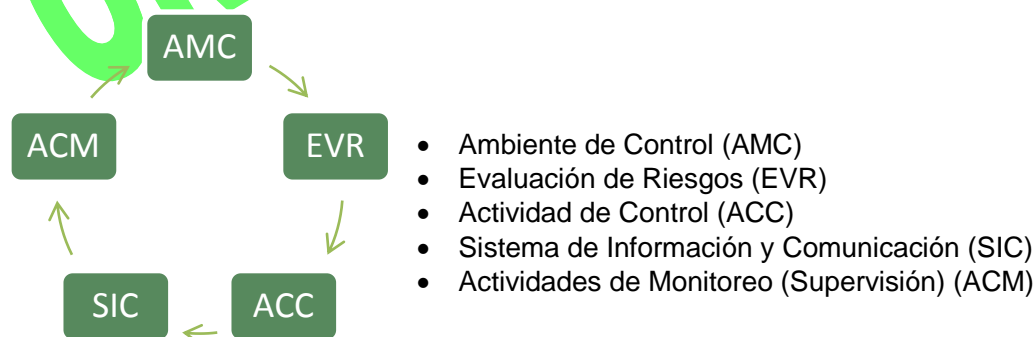 AMC
ACM
EVR
SIC
ACC
• Ambiente de Control (AMC)
• Evaluación de Riesgos (EVR)
• Actividad de Control (ACC)
• Sistema de Información y Comunicación (SIC)
• Actividades de Monitoreo (Supervisión) (ACM)